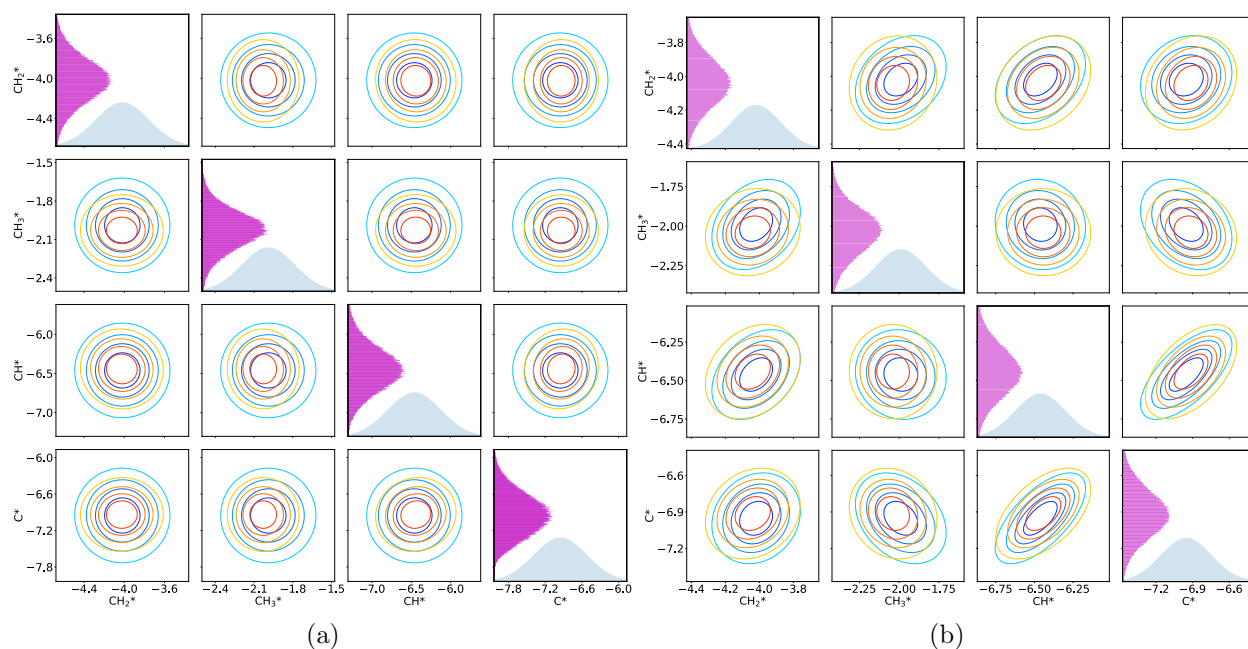 CH₂*
−3.6
−4.0
−4.4
CH₃*
−1.5
−1.8
−2.1
−2.4
CH*
−6.0
−6.5
−7.0
C*
−6.0
−6.6
−7.2
−7.8
−4.4 −4.0 −3.6
CH₂*
−2.4 −2.1 −1.8 −1.5
CH₃*
−7.0 −6.5 −6.0
CH*
−7.8 −7.2 −6.6 −6.0
C*
(a)
CH₂*
−3.8
−4.0
−4.2
−4.4
CH₃*
−1.75
−2.00
−2.25
CH*
−6.25
−6.50
−6.75
C*
−6.6
−6.9
−7.2
−4.4 −4.2 −4.0 −3.8
CH₂*
−2.25 −2.00 −1.75
CH₃*
−6.75 −6.50 −6.25
CH*
−7.2 −6.9 −6.6
C*
(b)